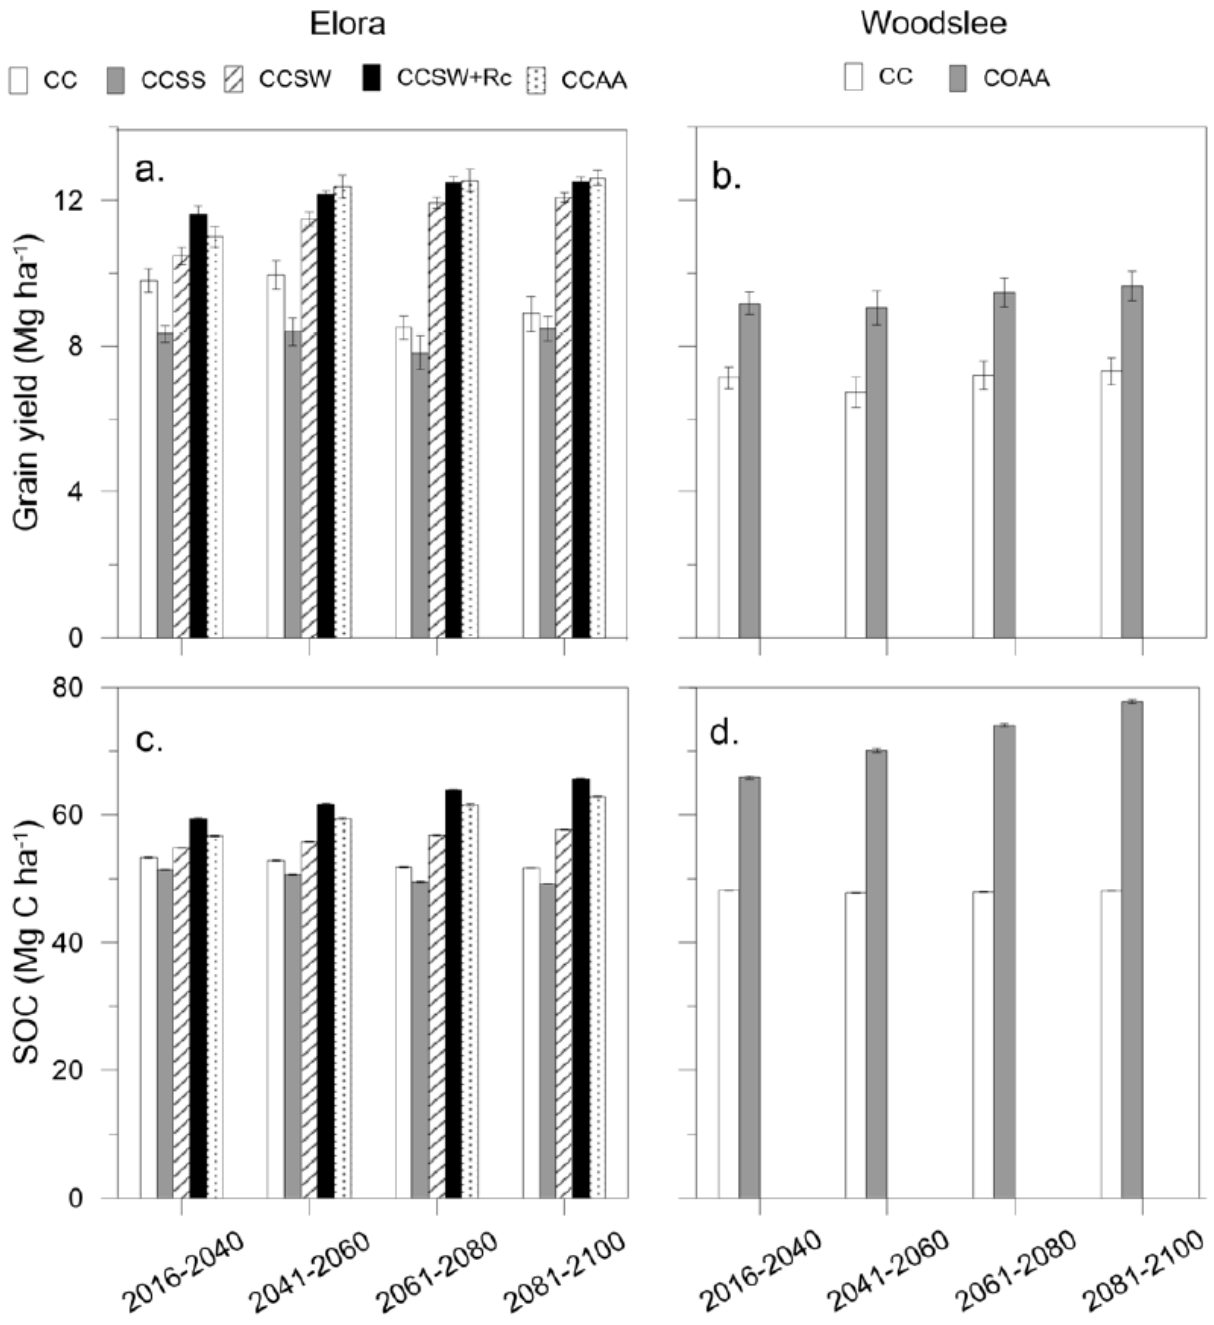 Elora
Woodslee
CC CCSS CCSW CCSW+Rc CCAA
CC COAA
a.
b.
12
8
4
0
Grain yield (Mg ha⁻¹)
c.
d.
80
60
40
20
0
SOC (Mg C ha⁻¹)
2016-2040 2041-2060 2061-2080 2081-2100
2016-2040 2041-2060 2061-2080 2081-2100